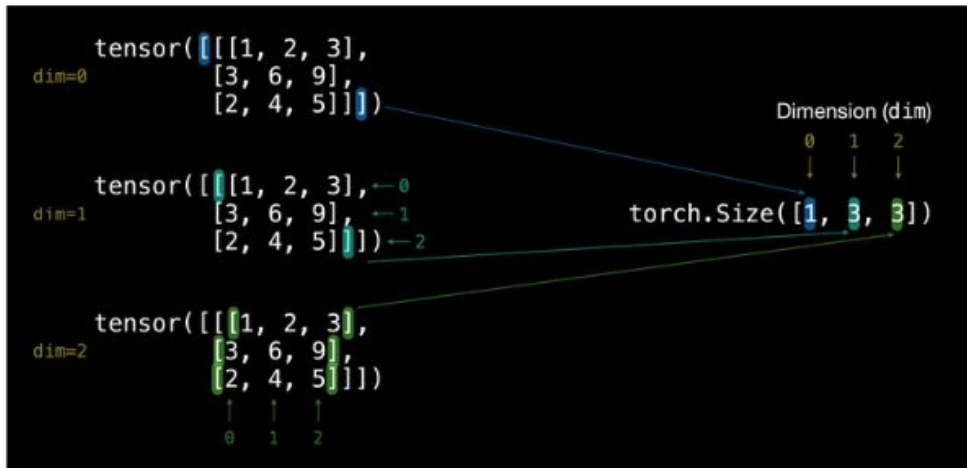 tensor([[[1, 2, 3],
dim=0
[3, 6, 9],
[2, 4, 5]]])
Dimension (dim)
0 1 2
tensor([[[1, 2, 3], ←0
dim=1
[3, 6, 9], ←1
[2, 4, 5]]]) ←2
torch.Size([1, 3, 3])
tensor([[[1, 2, 3],
dim=2
[3, 6, 9],
[2, 4, 5]]])
0 1 2